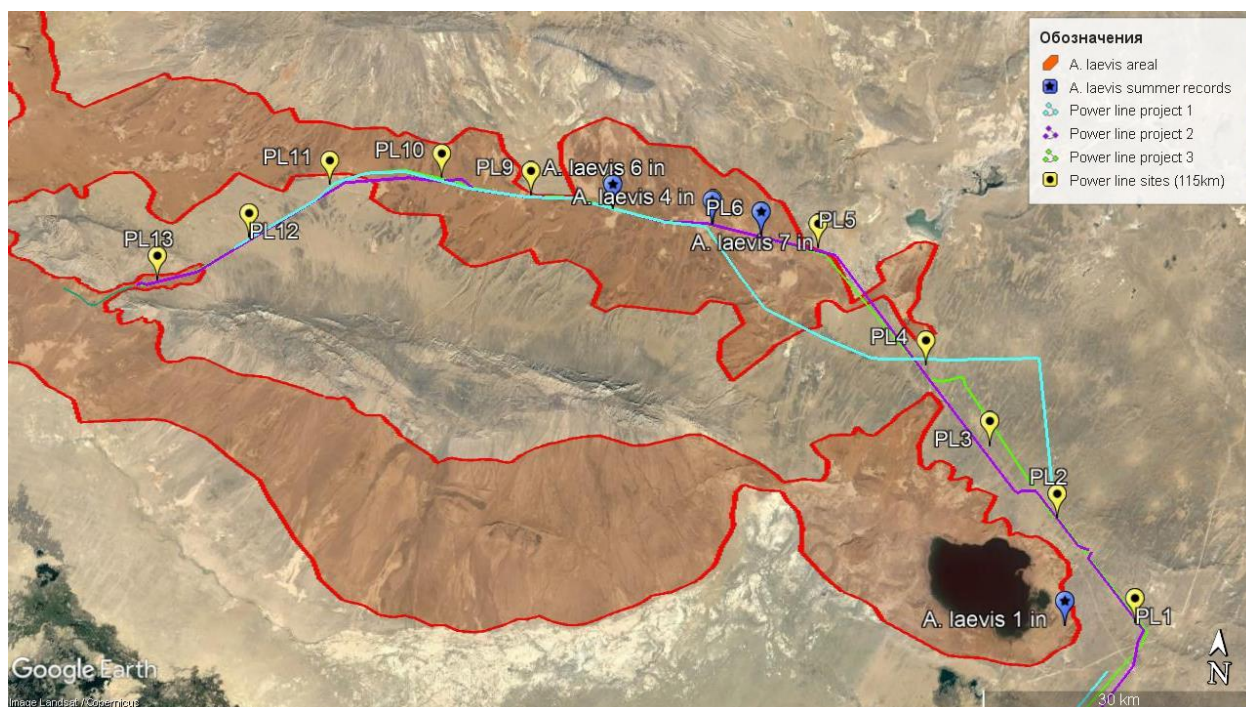 Обозначения
A. laevis areal
A. laevis summer records
Power line project 1
Power line project 2
Power line project 3
Power line sites (115km)
PL11
PL10
PL9
A. laevis 6 in
A. laevis 4 in
PL6
PL5
A. laevis 7 in
PL12
PL13
PL4
PL3
PL2
A. laevis 1 in
PL1
N
Google Earth
Image Landsat / Copernicus
30 km